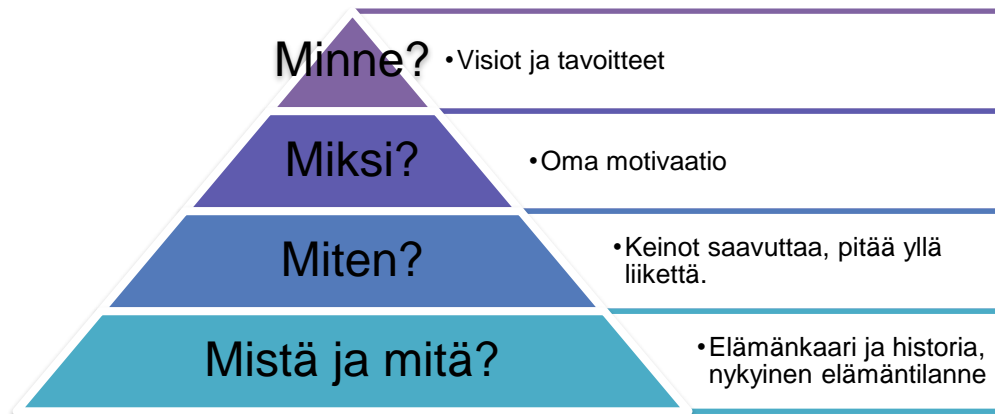 Minne?
•Visiot ja tavoitteet
Miksi?
•Oma motivaatio
Miten?
•Keinot saavuttaa, pitää yllä
liikettä.
Mistä ja mitä?
•Elämänkaari ja historia,
nykyinen elämäntilanne